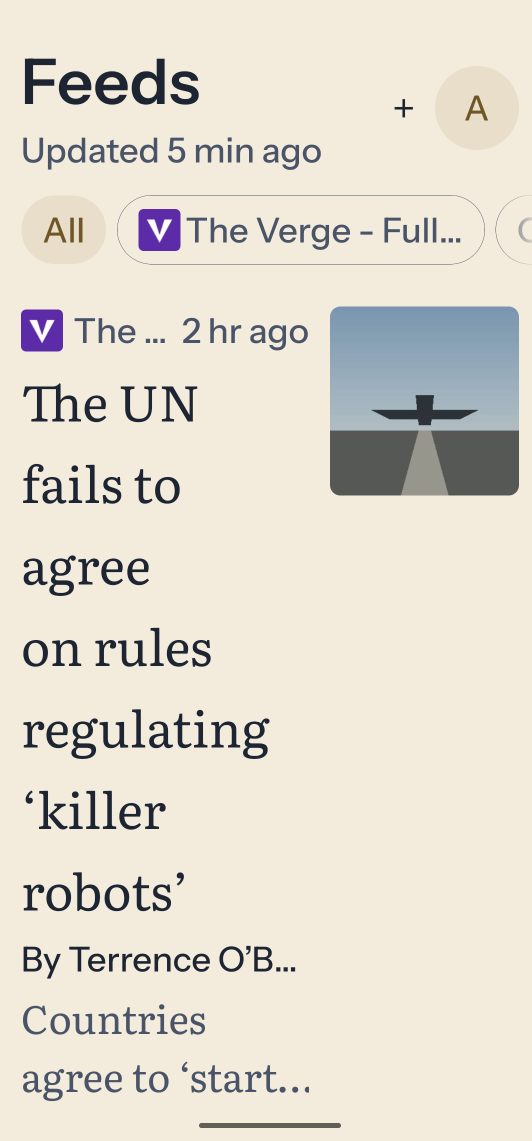 Feeds
+
A
Updated 5 min ago
All
V The Verge - Full...
V The ... 2 hr ago
The UN
fails to
agree
on rules
regulating
‘killer
robots’
By Terrence O’B...
Countries
agree to ‘start...